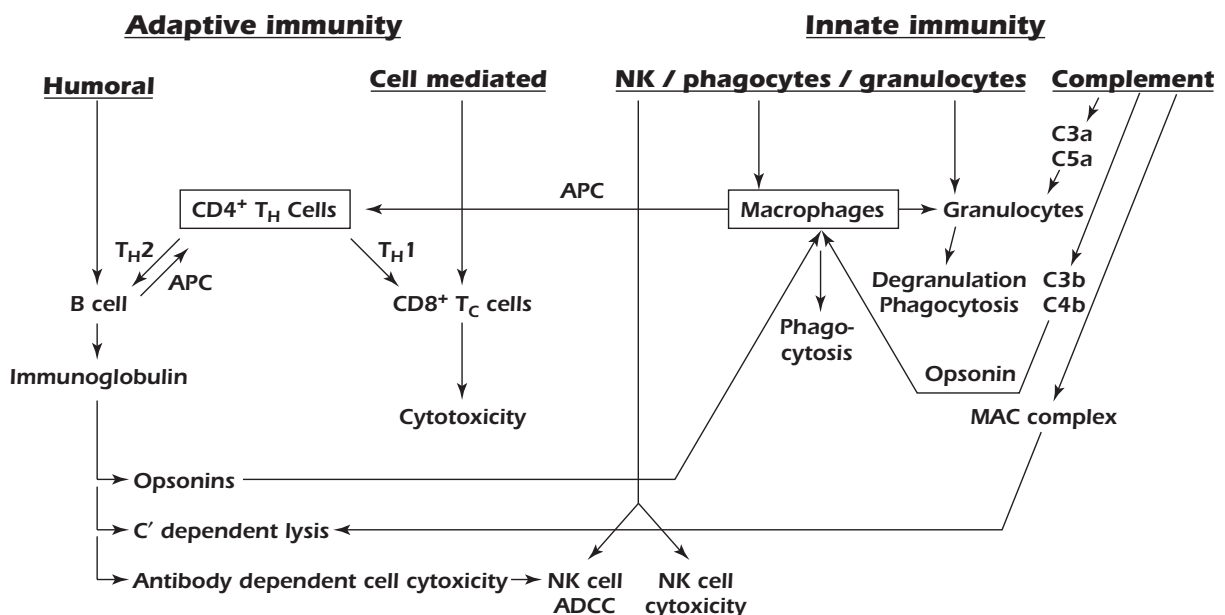 Adaptive immunity
Innate immunity
Humoral
Cell mediated
NK / phagocytes / granulocytes
Complement
C3a
C5a
APC
CD4⁺ T_H Cells
Macrophages
Granulocytes
T_H2
T_H1
APC
B cell
CD8⁺ T_C cells
Degranulation
Phagocytosis
C3b
C4b
Phago-
cytosis
Immunoglobulin
Opsonin
Cytotoxicity
MAC complex
Opsonins
C′ dependent lysis
Antibody dependent cell cytotoxicity
NK cell
ADCC
NK cell
cytotoxicity